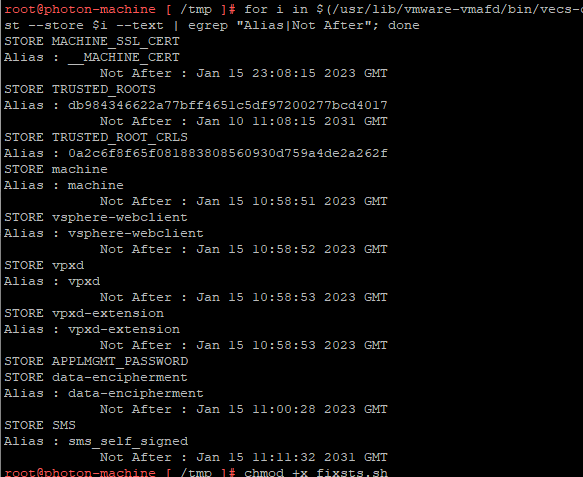 root@photon-machine [ /tmp ]# for i in $(/usr/lib/vmware-vmafd/bin/vecs-c
st --store $i --text | egrep "Alias|Not After"; done
STORE MACHINE_SSL_CERT
Alias : __MACHINE_CERT
Not After : Jan 15 23:08:15 2023 GMT
STORE TRUSTED_ROOTS
Alias : db984346622a77bff4651c5df97200277bcd4017
Not After : Jan 10 11:08:15 2031 GMT
STORE TRUSTED_ROOT_CRLS
Alias : 0a2c6f8f65f081883808560930d759a4de2a262f
STORE machine
Alias : machine
Not After : Jan 15 10:58:51 2023 GMT
STORE vsphere-webclient
Alias : vsphere-webclient
Not After : Jan 15 10:58:52 2023 GMT
STORE vpxd
Alias : vpxd
Not After : Jan 15 10:58:53 2023 GMT
STORE vpxd-extension
Alias : vpxd-extension
Not After : Jan 15 10:58:53 2023 GMT
STORE APPLMGMT_PASSWORD
STORE data-encipherment
Alias : data-encipherment
Not After : Jan 15 11:00:28 2023 GMT
STORE SMS
Alias : sms_self_signed
Not After : Jan 15 11:11:32 2031 GMT
root@photon-machine [ /tmp ]# chmod +x fixsts.sh